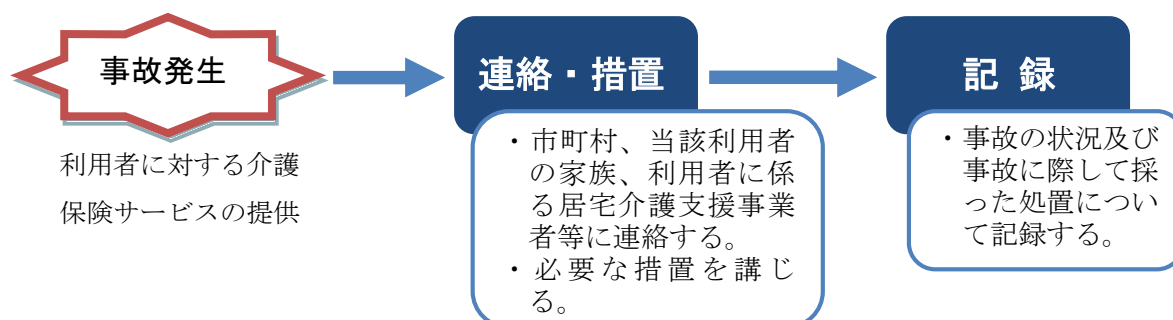 事故発生
利用者に対する介護
保険サービスの提供
連絡・措置
・市町村、当該利用者
の家族、利用者に係
る居宅介護支援事業
者等に連絡する。
・必要な措置を講じ
る。
記 録
・事故の状況及び
事故に際して採
った処置につい
て記録する。